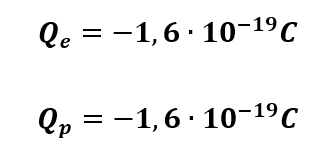 Qₑ = −1,6 · 10⁻¹⁹C
Qₚ = −1,6 · 10⁻¹⁹C